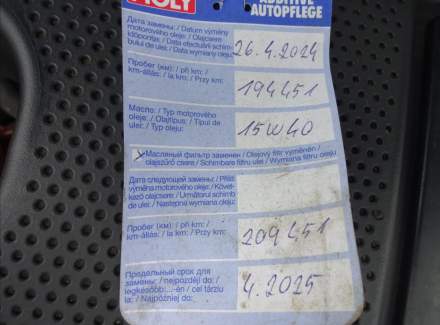 MOLY
ADDITIVE
AUTOPFLEGE
Дата замены: / Datum výměny
motorového oleje: / Olajcsere
időpontja: / Data efectuării schim-
bului de ulei: / Data wymiany oleju:
26.4.2024
Пробег (км): / při km: /
km-állás: / la km: / Przy km:
194451
Масло: / Typ motorového
oleje: / Olajtípus: / Tipul de
ulei: / Typ oleju:
15W40
Масляный фильтр заменен / Olejový filtr vyměněn /
olajszűrő csere / Schimbare filtru ulei / Wymiana filtru oleju
Дата следующей замены: / Příští
výměna motorového oleje: / Követ-
kező olajcsere: / Următorul schimb
de ulei: / Następna wymiana oleju:
Пробег (км): / při km: /
km-állás: / la km: / Przy km:
209451
Предельный срок для
замены: / nejpozději do: /
legkésőbb:...-én / cel târziu
la: / Najpóźniej do:
4.2025